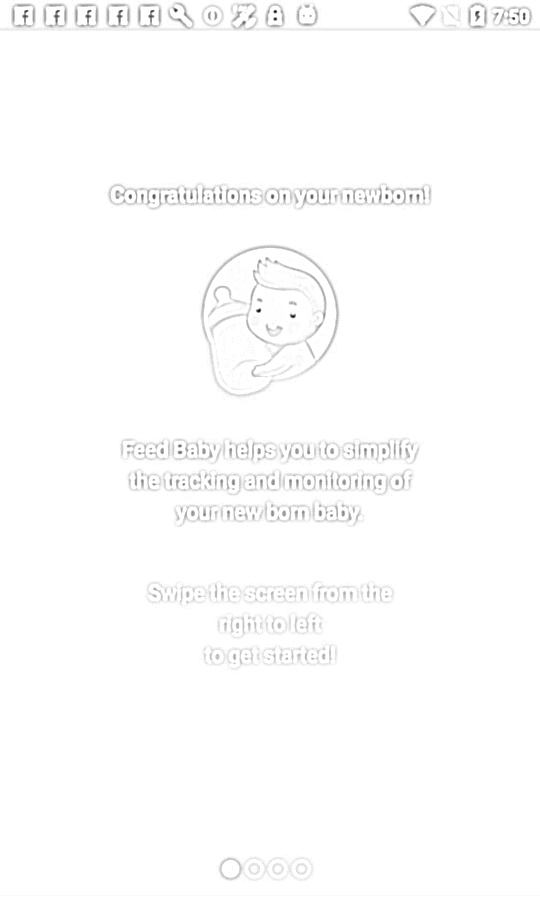 7:50
Congratulations on your newborn!
Feed Baby helps you to simplify
the tracking and monitoring of
your new born baby.
Swipe the screen from the
right to left
to get started!